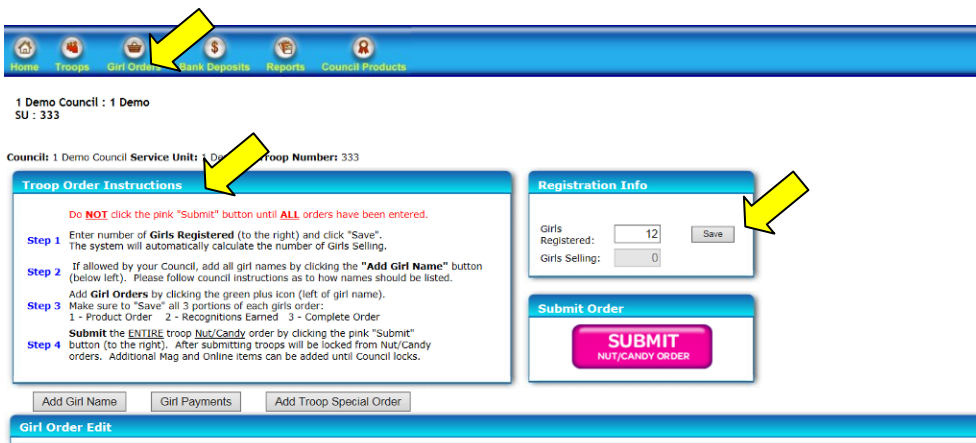 Home Troops Girl Orders Bank Deposits Reports Council Products
1 Demo Council : 1 Demo
SU : 333
Council: 1 Demo Council Service Unit: 1 Troop Number: 333
Troop Order Instructions
Do NOT click the pink "Submit" button until ALL orders have been entered.
Step 1 Enter number of Girls Registered (to the right) and click "Save".
The system will automatically calculate the number of Girls Selling.
Step 2 If allowed by your Council, add all girl names by clicking the "Add Girl Name" button
(below left). Please follow council instructions as to how names should be listed.
Add Girl Orders by clicking the green plus icon (left of girl name).
Step 3 Make sure to "Save" all 3 portions of each girls order:
1 - Product Order 2 - Recognitions Earned 3 - Complete Order
Submit the ENTIRE troop Nut/Candy order by clicking the pink "Submit"
Step 4 button (to the right). After submitting troops will be locked from Nut/Candy
orders. Additional Mag and Online items can be added until Council locks.
Registration Info
Girls
Registered: 12 Save
Girls Selling: 0
Submit Order
SUBMIT
NUT/CANDY ORDER
Add Girl Name Girl Payments Add Troop Special Order
Girl Order Edit